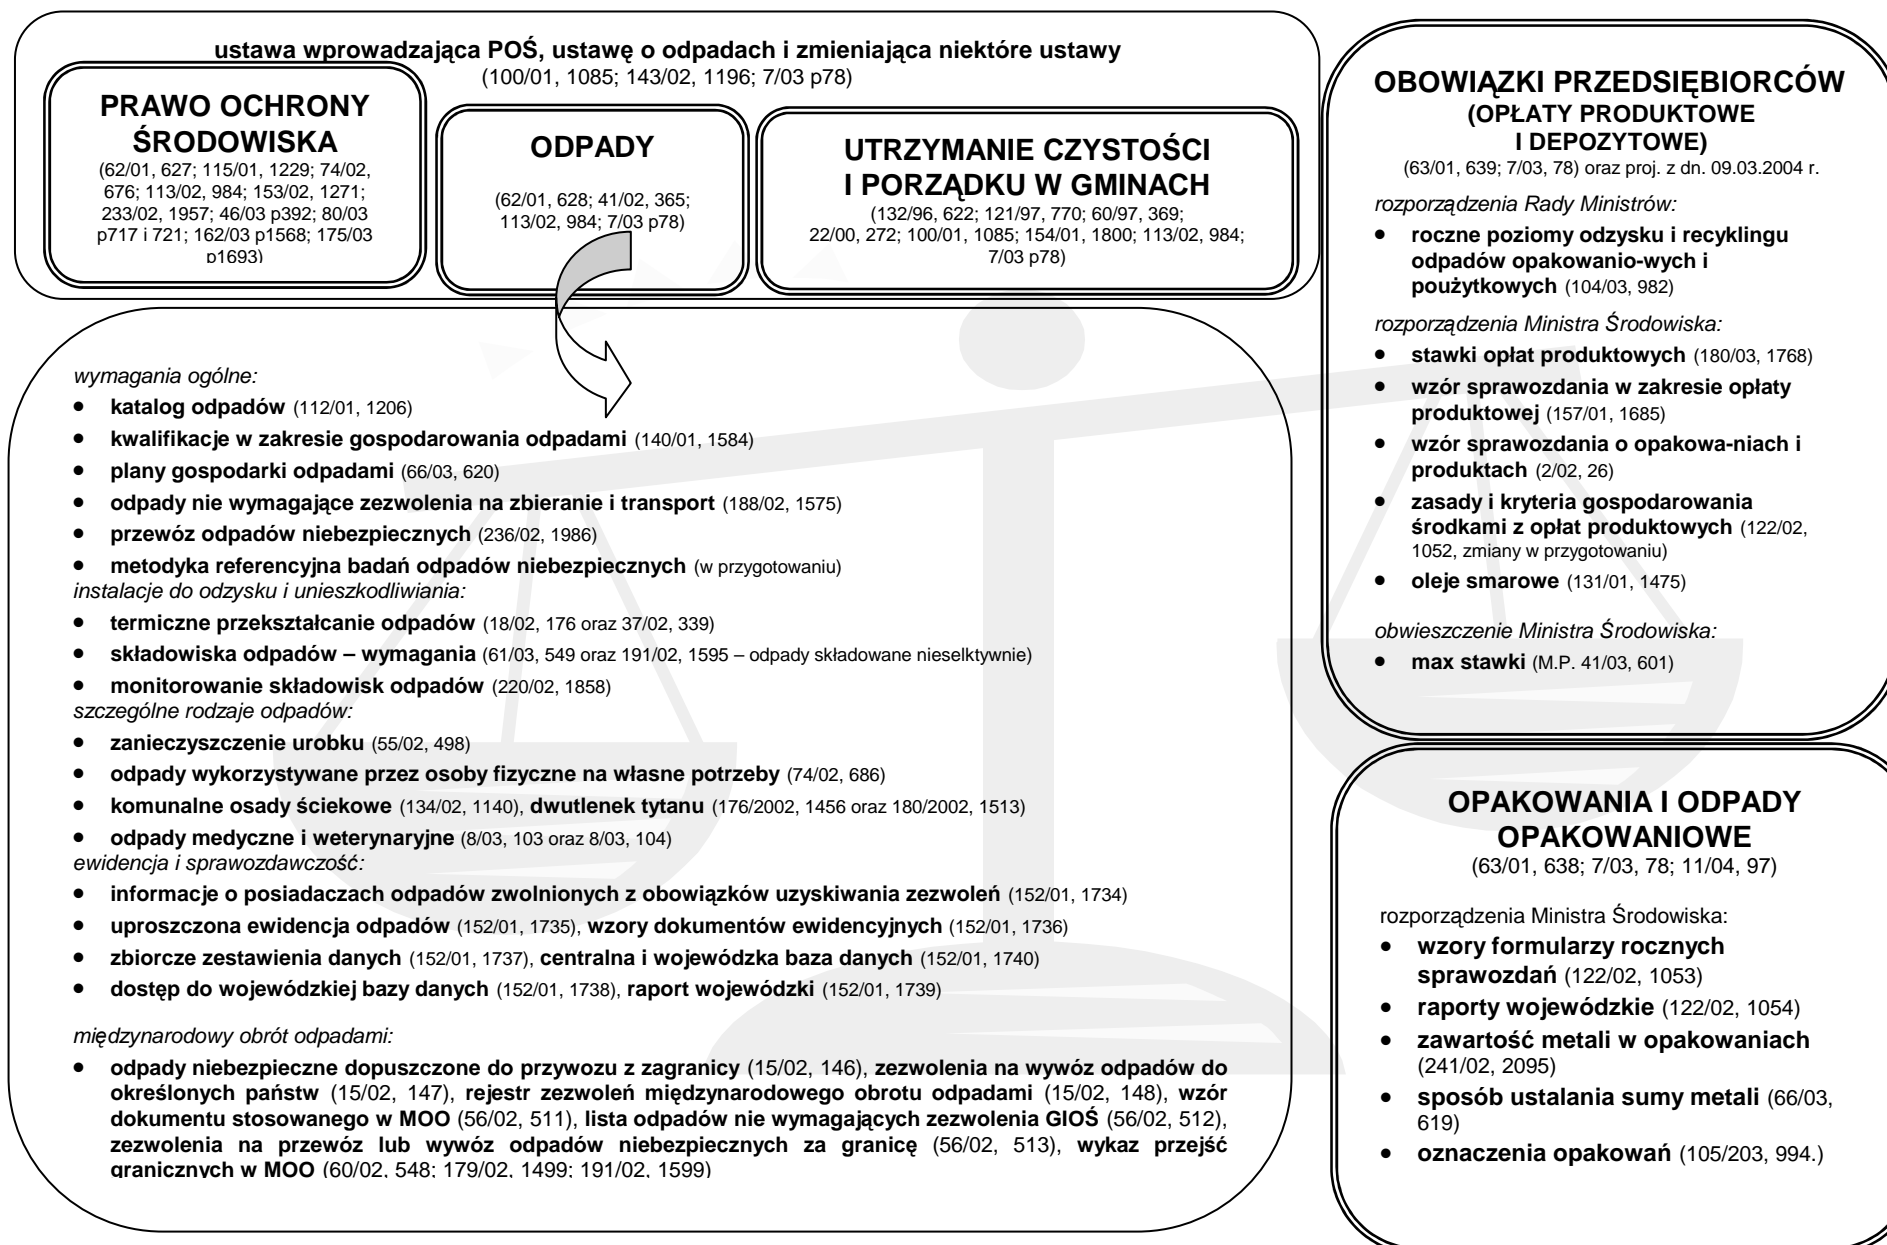 ustawa wprowadzająca POŚ, ustawę o odpadach i zmieniająca niektóre ustawy
(100/01, 1085; 143/02, 1196; 7/03 p78)
PRAWO OCHRONY
ŚRODOWISKA
(62/01, 627; 115/01, 1229; 74/02,
676; 113/02, 984; 153/02, 1271;
233/02, 1957; 46/03 p392; 80/03
p717 i 721; 162/03 p1568; 175/03
p1693)
ODPADY
(62/01, 628; 41/02, 365;
113/02, 984; 7/03 p78)
UTRZYMANIE CZYSTOŚCI
I PORZĄDKU W GMINACH
(132/96, 622; 121/97, 770; 60/97, 369;
22/00, 272; 100/01, 1085; 154/01, 1800; 113/02, 984;
7/03 p78)
wymagania ogólne:
• katalog odpadów (112/01, 1206)
• kwalifikacje w zakresie gospodarowania odpadami (140/01, 1584)
• plany gospodarki odpadami (66/03, 620)
• odpady nie wymagające zezwolenia na zbieranie i transport (188/02, 1575)
• przewóz odpadów niebezpiecznych (236/02, 1986)
• metodyka referencyjna badań odpadów niebezpiecznych (w przygotowaniu)
instalacje do odzysku i unieszkodliwiania:
• termiczne przekształcanie odpadów (18/02, 176 oraz 37/02, 339)
• składowiska odpadów – wymagania (61/03, 549 oraz 191/02, 1595 – odpady składowane nieselktywnie)
• monitorowanie składowisk odpadów (220/02, 1858)
szczególne rodzaje odpadów:
• zanieczyszczenie urobku (55/02, 498)
• odpady wykorzystywane przez osoby fizyczne na własne potrzeby (74/02, 686)
• komunalne osady ściekowe (134/02, 1140), dwutlenek tytanu (176/2002, 1456 oraz 180/2002, 1513)
• odpady medyczne i weterynaryjne (8/03, 103 oraz 8/03, 104)
ewidencja i sprawozdawczość:
• informacje o posiadaczach odpadów zwolnionych z obowiązków uzyskiwania zezwoleń (152/01, 1734)
• uproszczona ewidencja odpadów (152/01, 1735), wzory dokumentów ewidencyjnych (152/01, 1736)
• zbiorcze zestawienia danych (152/01, 1737), centralna i wojewódzka baza danych (152/01, 1740)
• dostęp do wojewódzkiej bazy danych (152/01, 1738), raport wojewódzki (152/01, 1739)
międzynarodowy obrót odpadami:
• odpady niebezpieczne dopuszczone do przywozu z zagranicy (15/02, 146), zezwolenia na wywóz odpadów do
określonych państw (15/02, 147), rejestr zezwoleń międzynarodowego obrotu odpadami (15/02, 148), wzór
dokumentu stosowanego w MOO (56/02, 511), lista odpadów nie wymagających zezwolenia GIOŚ (56/02, 512),
zezwolenia na przewóz lub wywóz odpadów niebezpiecznych za granicę (56/02, 513), wykaz przejść
granicznych w MOO (60/02, 548; 179/02, 1499; 191/02, 1599)
OBOWIĄZKI PRZEDSIĘBIORCÓW
(OPŁATY PRODUKTOWE
I DEPOZYTOWE)
(63/01, 639; 7/03, 78) oraz proj. z dn. 09.03.2004 r.
rozporządzenia Rady Ministrów:
• roczne poziomy odzysku i recyklingu
odpadów opakowanio-wych i
poużytkowych (104/03, 982)
rozporządzenia Ministra Środowiska:
• stawki opłat produktowych (180/03, 1768)
• wzór sprawozdania w zakresie opłaty
produktowej (157/01, 1685)
• wzór sprawozdania o opakowa-niach i
produktach (2/02, 26)
• zasady i kryteria gospodarowania
środkami z opłat produktowych (122/02,
1052, zmiany w przygotowaniu)
• oleje smarowe (131/01, 1475)
obwieszczenie Ministra Środowiska:
• max stawki (M.P. 41/03, 601)
OPAKOWANIA I ODPADY
OPAKOWANIOWE
(63/01, 638; 7/03, 78; 11/04, 97)
rozporządzenia Ministra Środowiska:
• wzory formularzy rocznych
sprawozdań (122/02, 1053)
• raporty wojewódzkie (122/02, 1054)
• zawartość metali w opakowaniach
(241/02, 2095)
• sposób ustalania sumy metali (66/03,
619)
• oznaczenia opakowań (105/203, 994.)